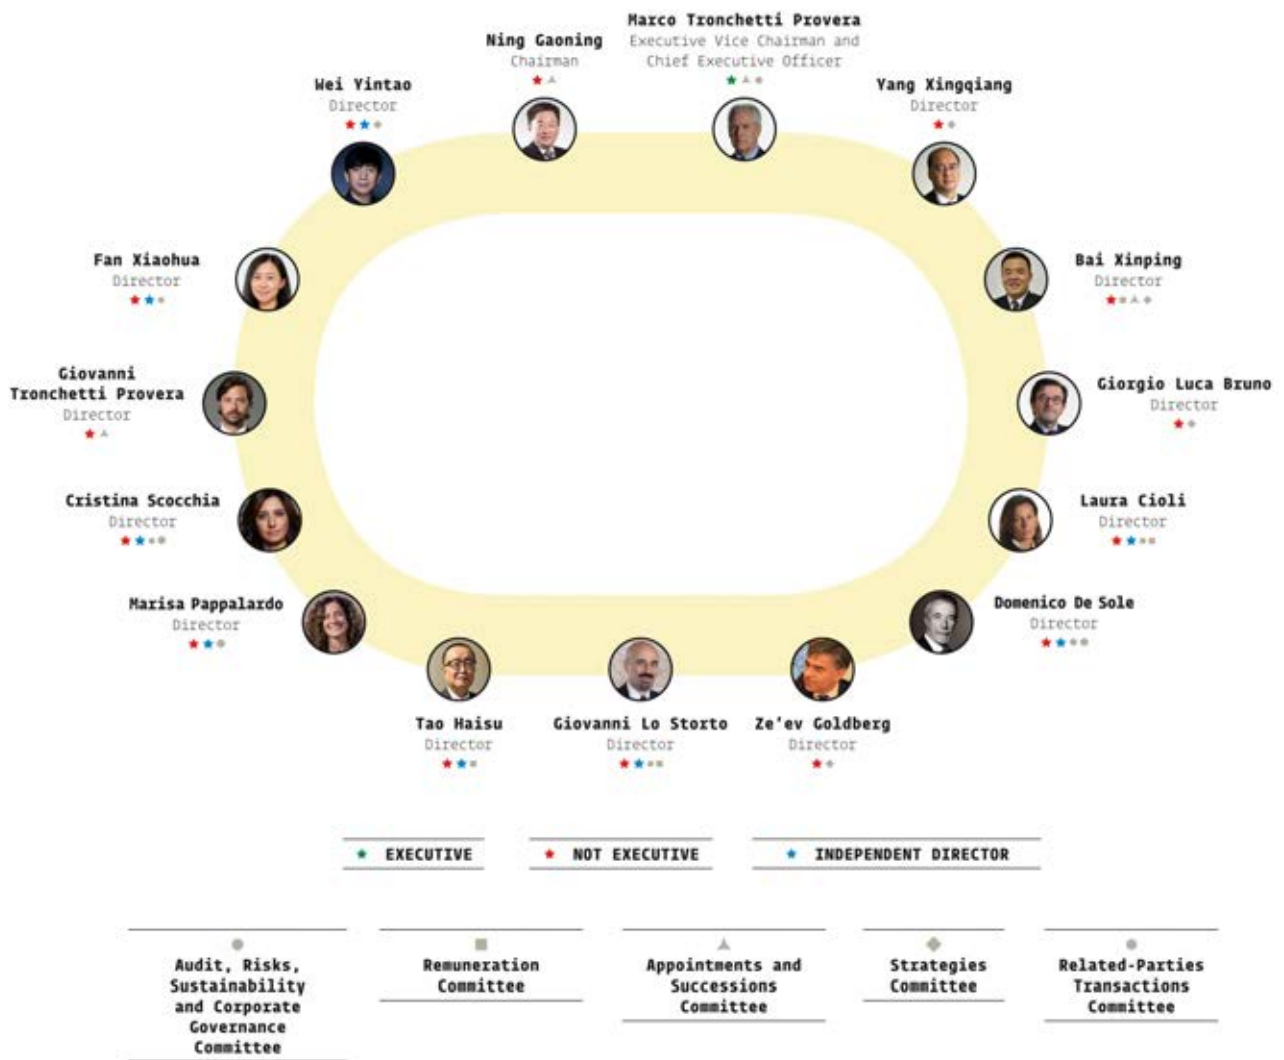 Marco Tronchetti Provera
Executive Vice Chairman and
Chief Executive Officer
Ning Gaoning
Chairman
Wei Yintao
Director
Yang Xingqiang
Director
Fan Xiaohua
Director
Bai Xinping
Director
Giovanni
Tronchetti Provera
Director
Giorgio Luca Bruno
Director
Cristina Scocchia
Director
Laura Cioli
Director
Marisa Pappalardo
Director
Domenico De Sole
Director
Tao Haisu
Director
Giovanni Lo Storto
Director
Ze'ev Goldberg
Director
EXECUTIVE
NOT EXECUTIVE
INDEPENDENT DIRECTOR
Audit, Risks,
Sustainability
and Corporate
Governance
Committee
Remuneration
Committee
Appointments and
Successions
Committee
Strategies
Committee
Related-Parties
Transactions
Committee